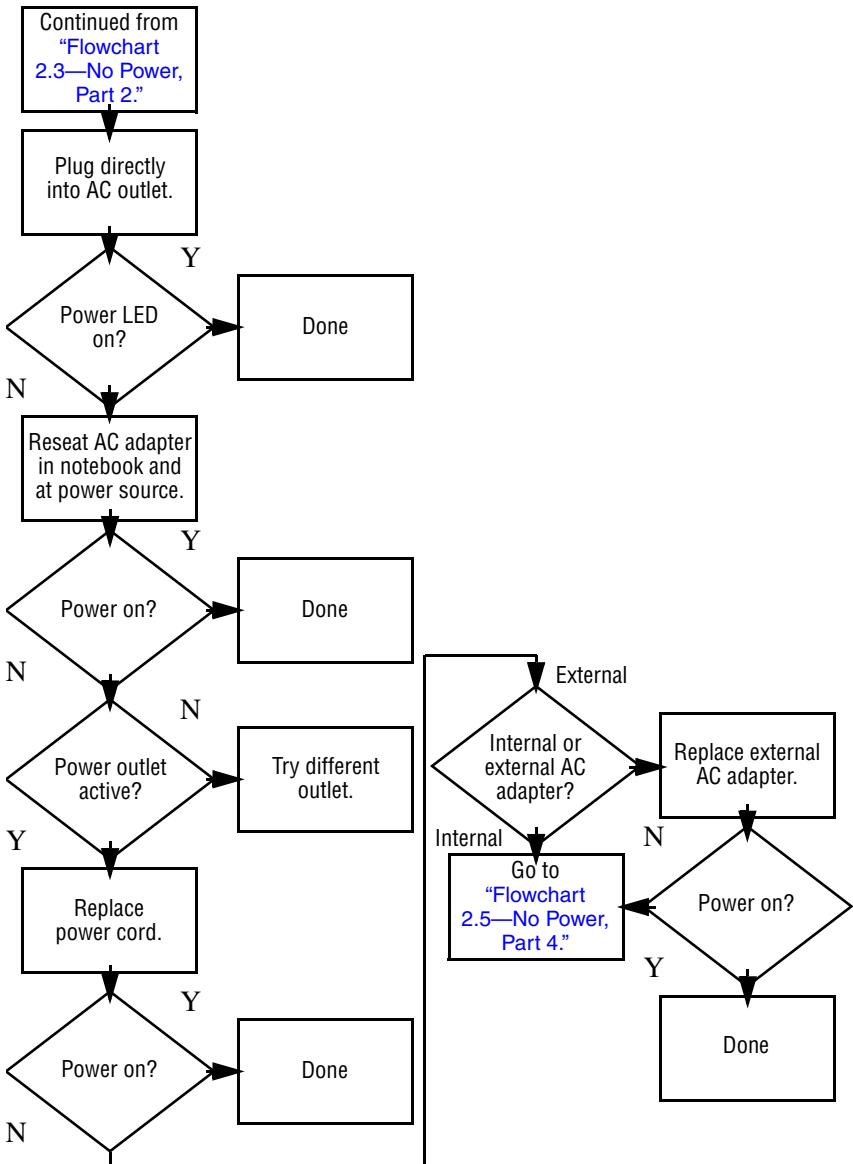 Continued from
“Flowchart
2.3—No Power,
Part 2.”
Plug directly
into AC outlet.
Y
Power LED
on?
Done
N
Reseat AC adapter
in notebook and
at power source.
Y
Power on?
Done
N
N
Power outlet
active?
Try different
outlet.
Y
Replace
power cord.
Y
Power on?
Done
N
External
Internal or
external AC
adapter?
Replace external
AC adapter.
Internal
N
Go to
“Flowchart
2.5—No Power,
Part 4.”
Power on?
Y
Done